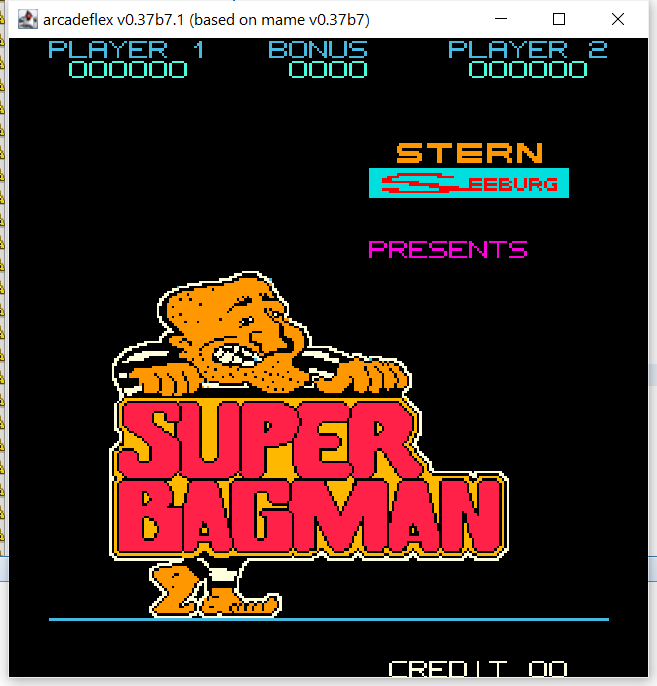 arcadeflex v0.37b7.1 (based on mame v0.37b7)
PLAYER 1 BONUS PLAYER 2
000000 0000 000000
STERN
SEEBURG
PRESENTS
SUPER
BAGMAN
CREDIT 00